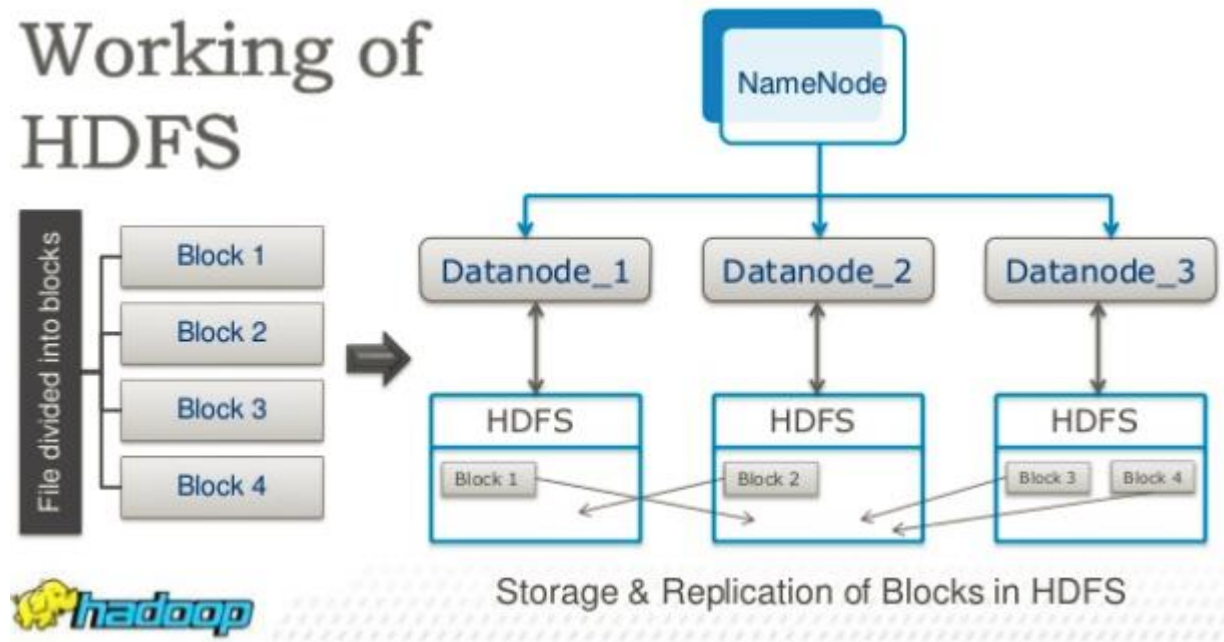 Working of
HDFS
NameNode
File divided into blocks
Block 1
Block 2
Block 3
Block 4
Datanode_1
Datanode_2
Datanode_3
HDFS
HDFS
HDFS
Block 1
Block 2
Block 3
Block 4
hadoop
Storage & Replication of Blocks in HDFS